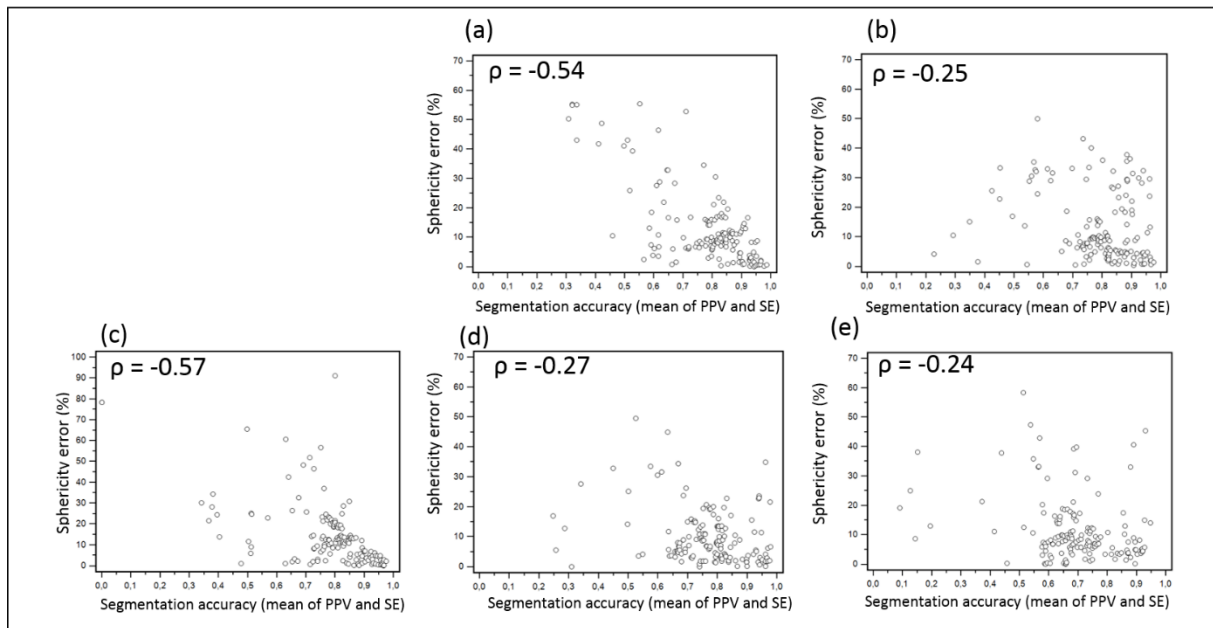 (a)
ρ = -0.54
Sphericity error (%)
70
60
50
40
30
20
10
0
0,0 0,1 0,2 0,3 0,4 0,5 0,6 0,7 0,8 0,9 1,0
Segmentation accuracy (mean of PPV and SE)
(b)
ρ = -0.25
Sphericity error (%)
70
60
50
40
30
20
10
0
0,0 0,1 0,2 0,3 0,4 0,5 0,6 0,7 0,8 0,9 1,0
Segmentation accuracy (mean of PPV and SE)
(c)
ρ = -0.57
Sphericity error (%)
100
90
80
70
60
50
40
30
20
10
0
0,0 0,1 0,2 0,3 0,4 0,5 0,6 0,7 0,8 0,9 1,0
Segmentation accuracy (mean of PPV and SE)
(d)
ρ = -0.27
Sphericity error (%)
70
60
50
40
30
20
10
0
0,0 0,1 0,2 0,3 0,4 0,5 0,6 0,7 0,8 0,9 1,0
Segmentation accuracy (mean of PPV and SE)
(e)
ρ = -0.24
Sphericity error (%)
70
60
50
40
30
20
10
0
0,0 0,1 0,2 0,3 0,4 0,5 0,6 0,7 0,8 0,9 1,0
Segmentation accuracy (mean of PPV and SE)